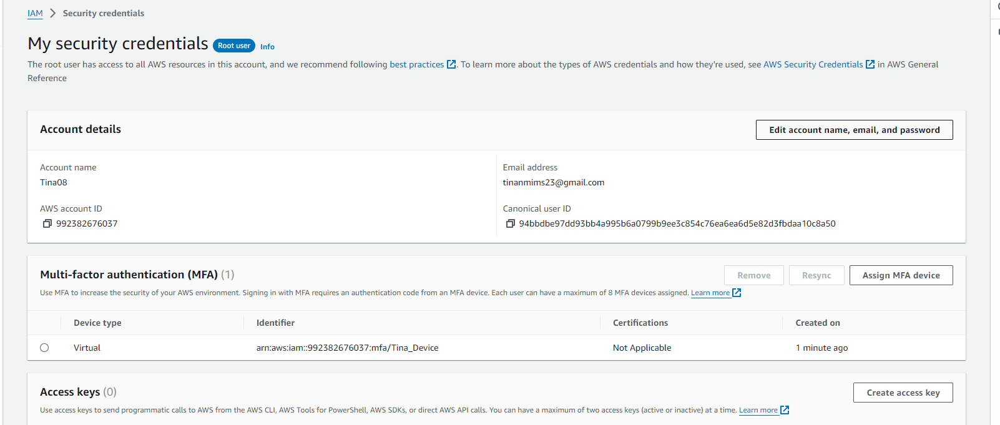 IAM > Security credentials
My security credentials Root user Info
The root user has access to all AWS resources in this account, and we recommend following best practices. To learn more about the types of AWS credentials and how they're used, see AWS Security Credentials in AWS General
Reference
Account details
Edit account name, email, and password
Account name
Tina08
Email address
tinanmims23@gmail.com
AWS account ID
992382676037
Canonical user ID
94bbdbe97dd93bb4a995b6a0799b9ee3c854c76ea6ea6d5e82d3fbdaa10c8a50
Multi-factor authentication (MFA) (1)
Remove Resync Assign MFA device
Use MFA to increase the security of your AWS environment. Signing in with MFA requires an authentication code from an MFA device. Each user can have a maximum of 8 MFA devices assigned. Learn more
Device type Identifier Certifications Created on
Virtual arn:aws:iam::992382676037:mfa/Tina_Device Not Applicable 1 minute ago
Access keys (0)
Create access key
Use access keys to send programmatic calls to AWS from the AWS CLI, AWS Tools for PowerShell, AWS SDKs, or direct AWS API calls. You can have a maximum of two access keys (active or inactive) at a time. Learn more